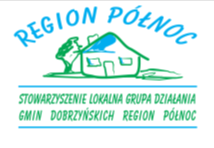 REGION PÓŁNOC
STOWARZYSZENIE LOKALNA GRUPA DZIAŁANIA
GMIN DOBRZYŃSKICH REGION PÓŁNOC